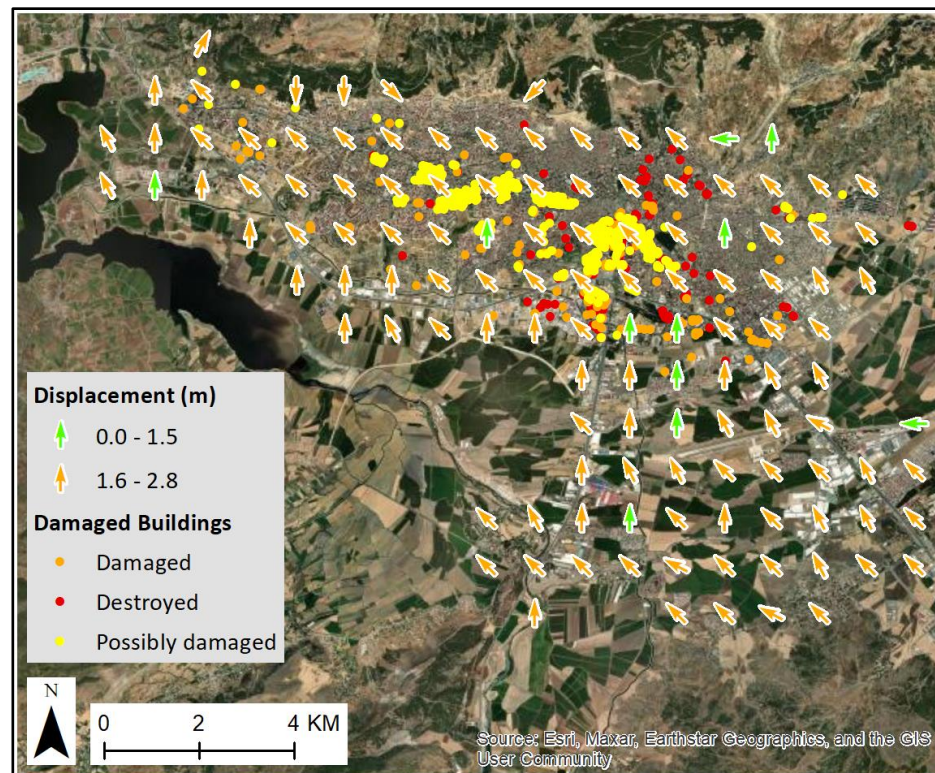 Displacement (m)
0.0 - 1.5
1.6 - 2.8
Damaged Buildings
Damaged
Destroyed
Possibly damaged
N
0 2 4 KM
Source: Esri, Maxar, Earthstar Geographics, and the GIS
User Community